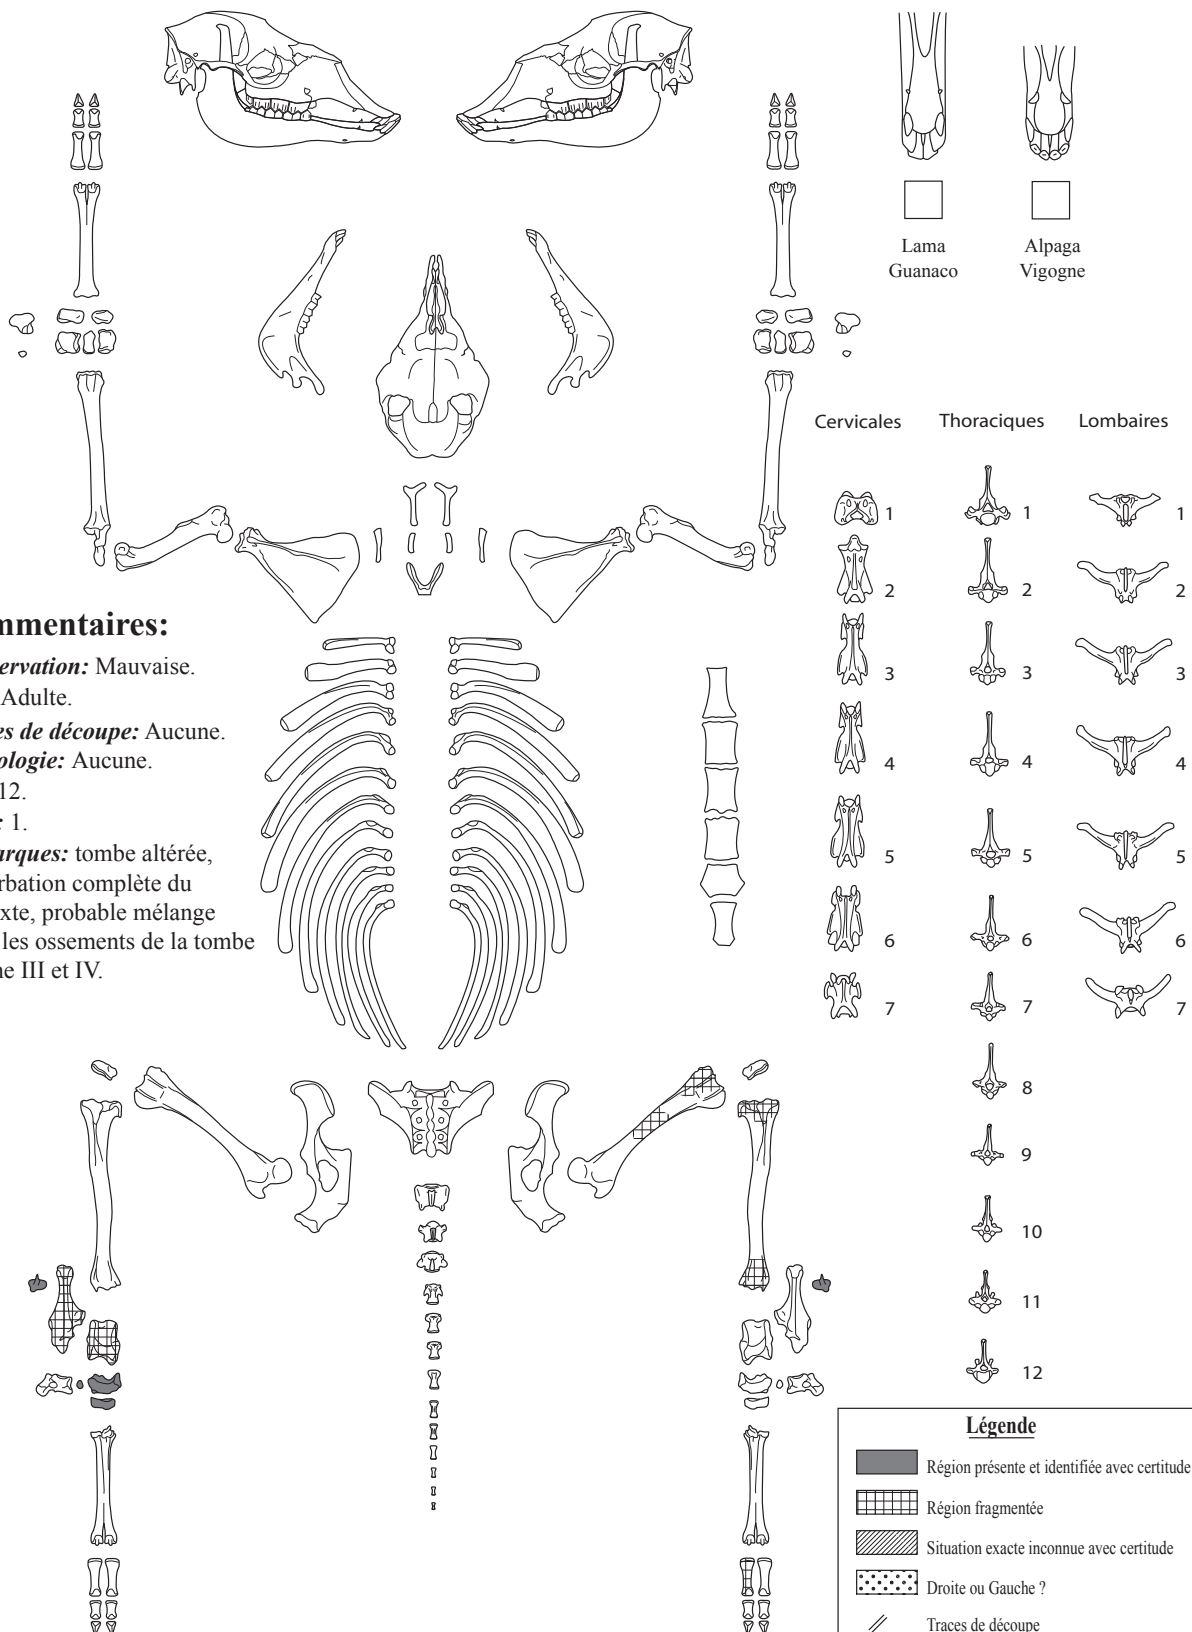 Lama
Guanaco
Alpaga
Vigogne
Cervicales
Thoraciques
Lombaires
1
2
3
4
5
6
7
1
2
3
4
5
6
7
8
9
10
11
12
1
2
3
4
5
6
7
mmentaires:
ervation: Mauvaise.
Adulte.
es de découpe: Aucune.
ologie: Aucune.
12.
: 1.
arques: tombe altérée,
rbation complète du
xte, probable mélange
les ossements de la tombe
ne III et IV.
Légende
Région présente et identifiée avec certitude
Région fragmentée
Situation exacte inconnue avec certitude
Droite ou Gauche ?
Traces de découpe